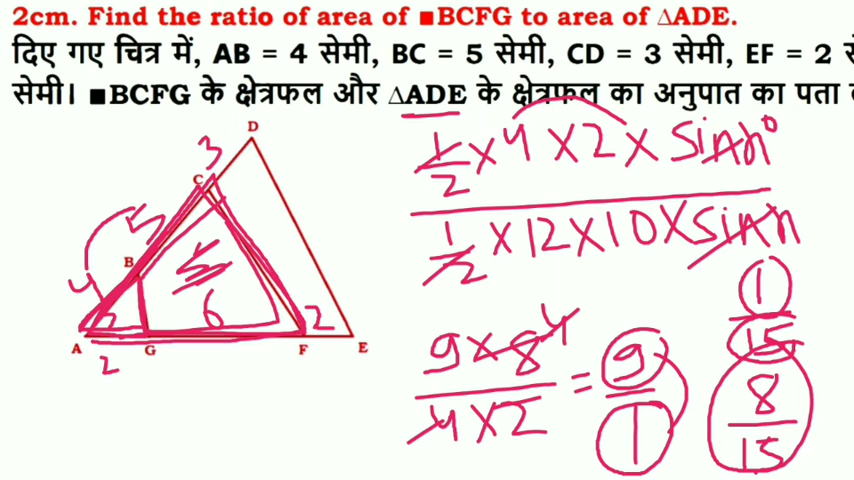 2cm. Find the ratio of area of ■BCFG to area of △ADE.
दिए गए चित्र में, AB = 4 सेमी, BC = 5 सेमी, CD = 3 सेमी, EF = 2
सेमी। ■BCFG के क्षेत्रफल और △ADE के क्षेत्रफल का अनुपात का पता
D
3
C
5
B
4
2
6
2
A
G
F
E
2
1/2 × 4 × 2 ×
1/2 × 12 × 10 ×
9 × 8 4
4 × 2
= 9/1
1/15
8/15